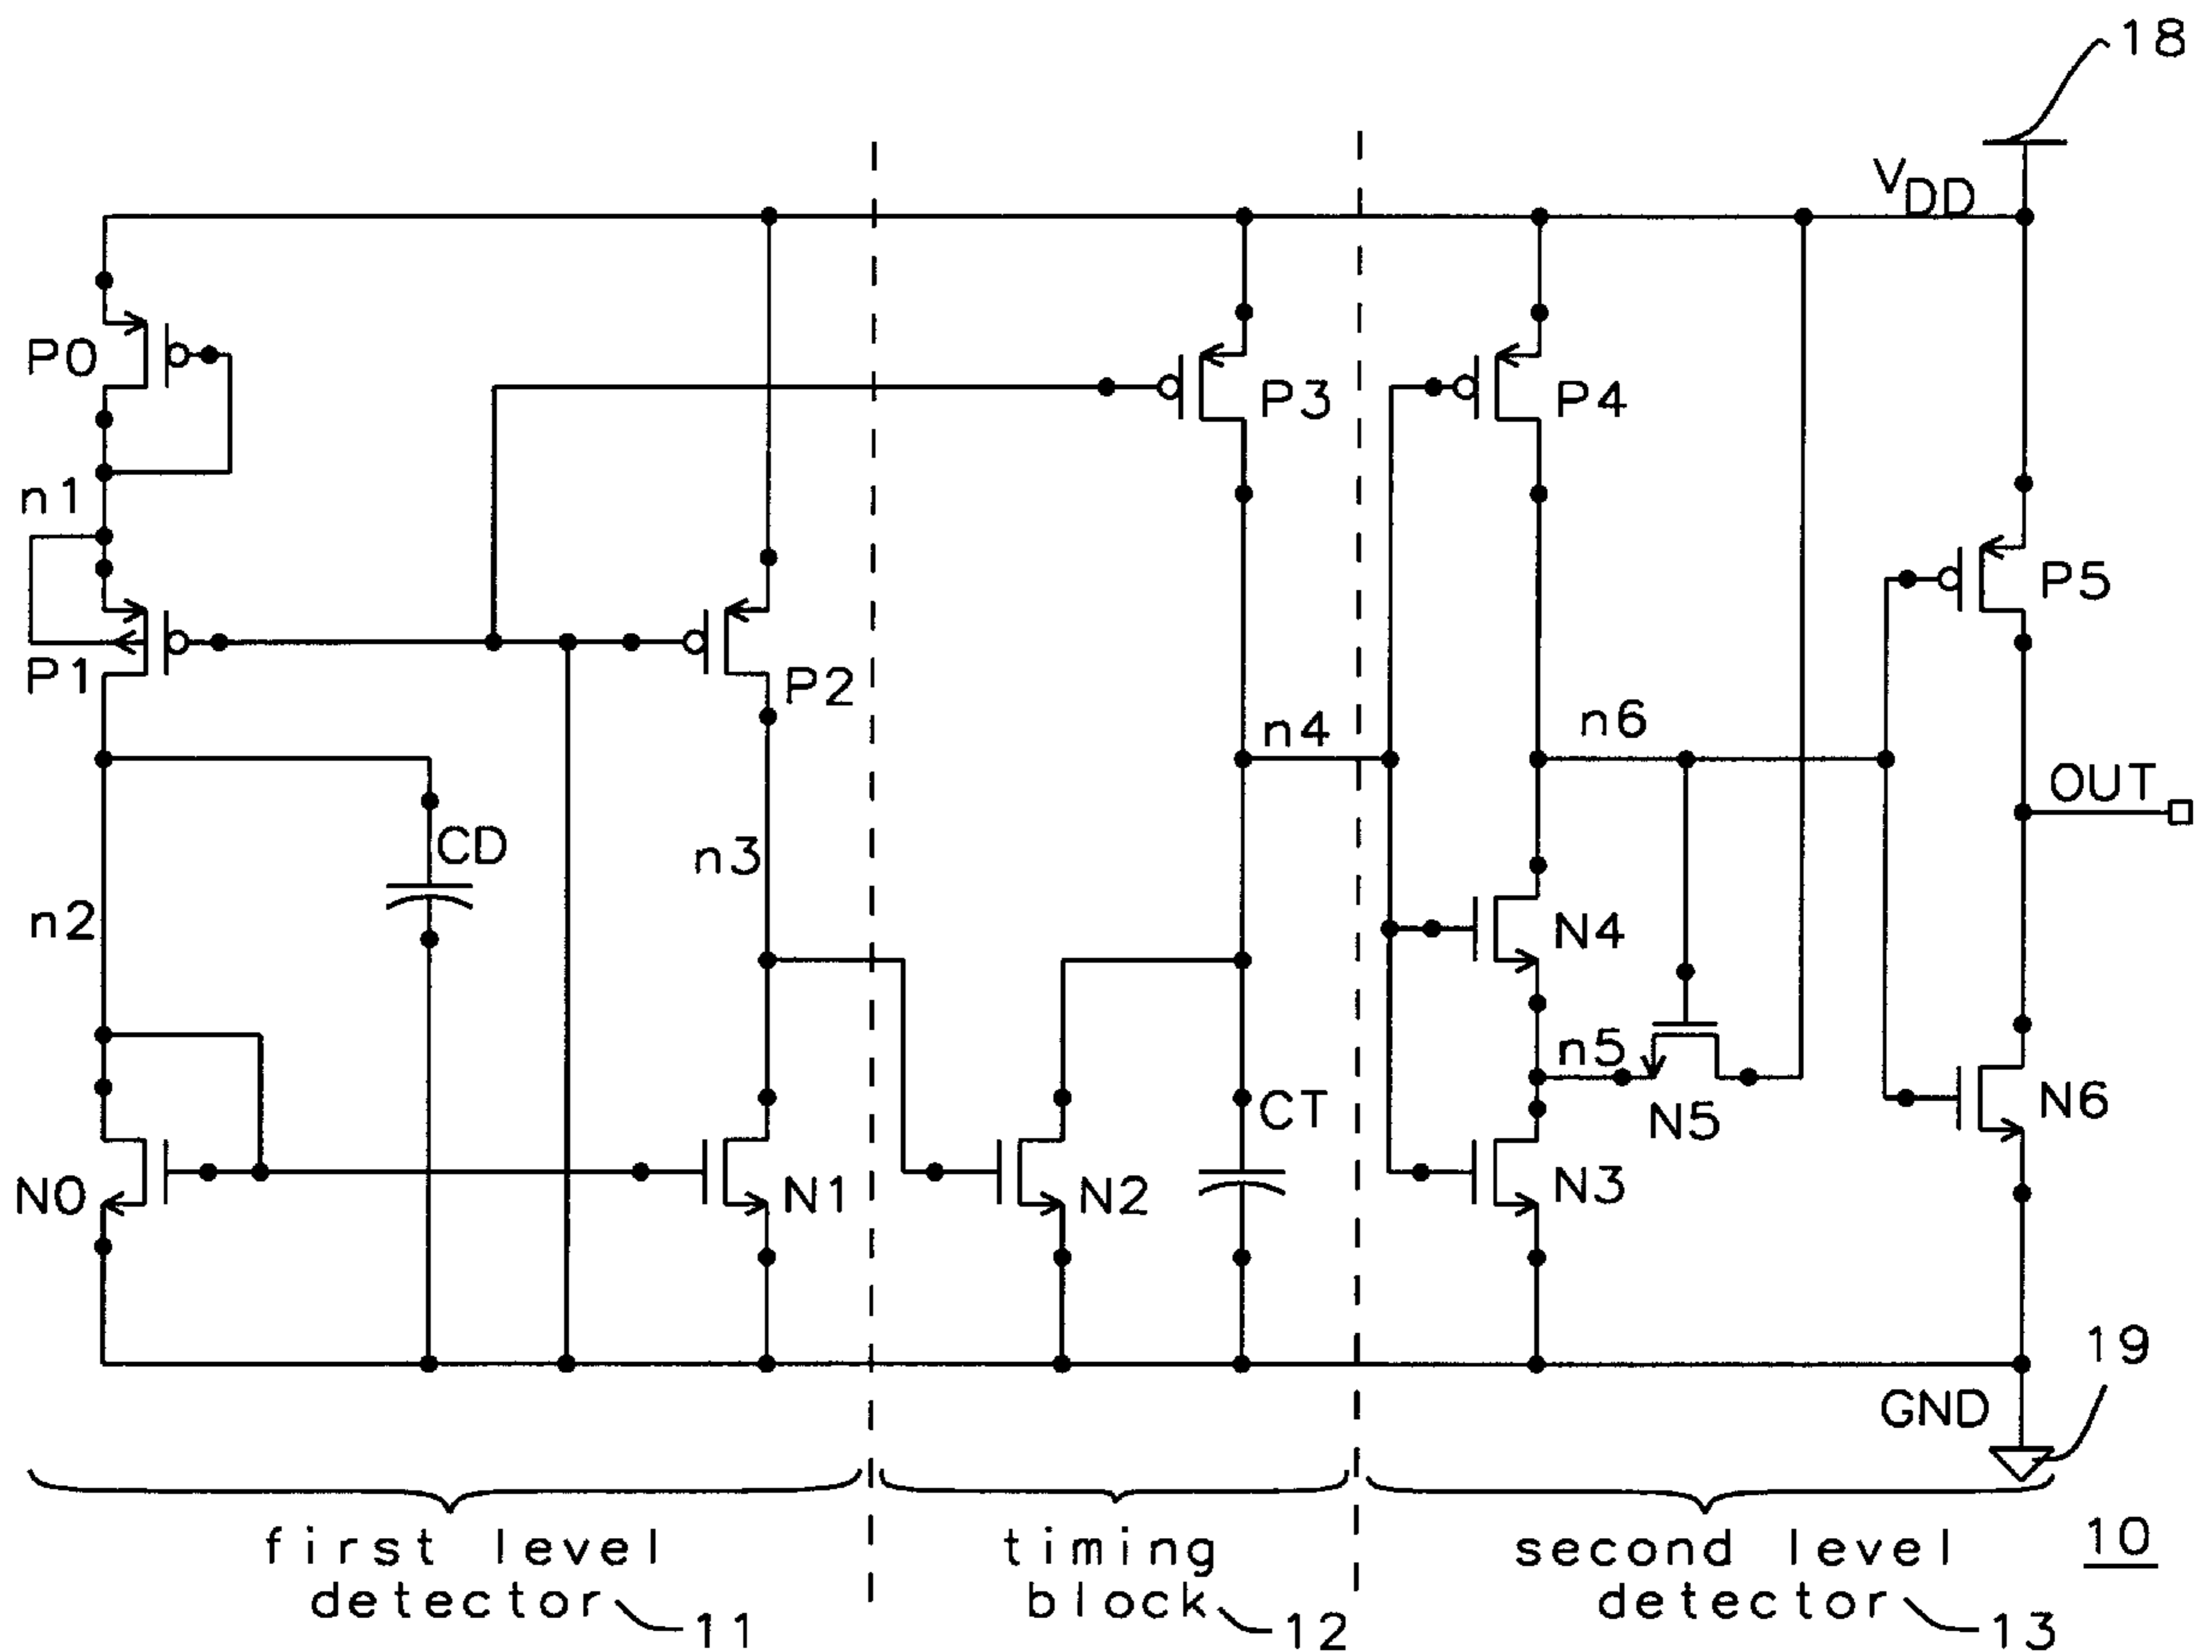 18
VDD
P0
P3
P4
n1
P5
P1
P2
n4
n6
OUT
CD
n3
n2
N4
n5
CT
N5
N6
N0
N1
N2
N3
19
GND
first level
detector
11
timing
block
12
second level
detector
13
10